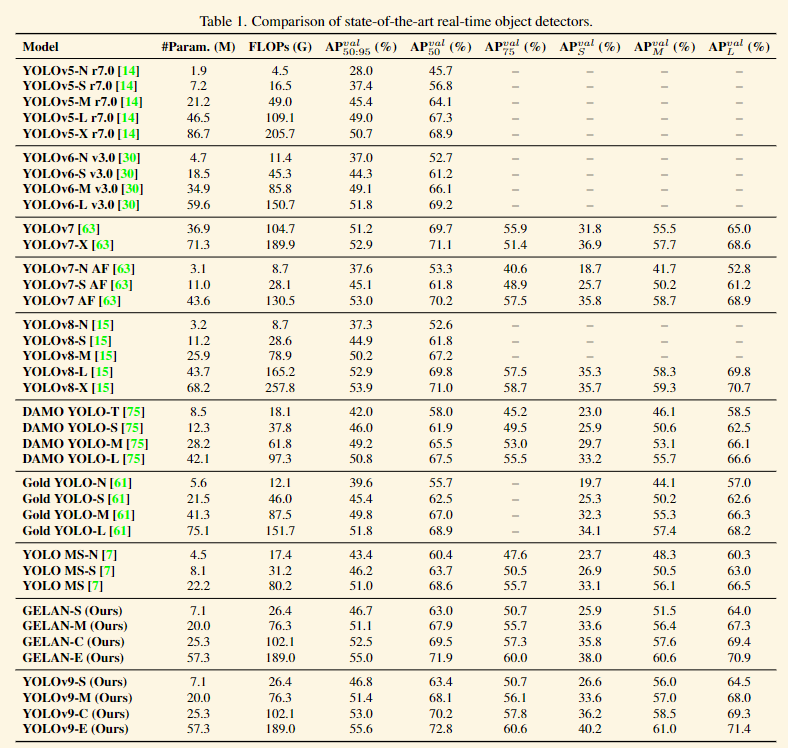 Table 1. Comparison of state-of-the-art real-time object detectors.
Model #Param. (M) FLOPs (G) AP^val_50:95 (%) AP^val_50 (%) AP^val_75 (%) AP^val_S (%) AP^val_M (%) AP^val_L (%)
YOLOv5-N r7.0 [14] 1.9 4.5 28.0 45.7 – – – –
YOLOv5-S r7.0 [14] 7.2 16.5 37.4 56.8 – – – –
YOLOv5-M r7.0 [14] 21.2 49.0 45.4 64.1 – – – –
YOLOv5-L r7.0 [14] 46.5 109.1 49.0 67.3 – – – –
YOLOv5-X r7.0 [14] 86.7 205.7 50.7 68.9 – – – –
YOLOv6-N v3.0 [30] 4.7 11.4 37.0 52.7 – – – –
YOLOv6-S v3.0 [30] 18.5 45.3 44.3 61.2 – – – –
YOLOv6-M v3.0 [30] 34.9 85.8 49.1 66.1 – – – –
YOLOv6-L v3.0 [30] 59.6 150.7 51.8 69.2 – – – –
YOLOv7 [63] 36.9 104.7 51.2 69.7 55.9 31.8 55.5 65.0
YOLOv7-X [63] 71.3 189.9 52.9 71.1 51.4 36.9 57.7 68.6
YOLOv7-N AF [63] 3.1 8.7 37.6 53.3 40.6 18.7 41.7 52.8
YOLOv7-S AF [63] 11.0 28.1 45.1 61.8 48.9 25.7 50.2 61.2
YOLOv7 AF [63] 43.6 130.5 53.0 70.2 57.5 35.8 58.7 68.9
YOLOv8-N [15] 3.2 8.7 37.3 52.6 – – – –
YOLOv8-S [15] 11.2 28.6 44.9 61.8 – – – –
YOLOv8-M [15] 25.9 78.9 50.2 67.2 – – – –
YOLOv8-L [15] 43.7 165.2 52.9 69.8 57.5 35.3 58.3 69.8
YOLOv8-X [15] 68.2 257.8 53.9 71.0 58.7 35.7 59.3 70.7
DAMO YOLO-T [75] 8.5 18.1 42.0 58.0 45.2 23.0 46.1 58.5
DAMO YOLO-S [75] 12.3 37.8 46.0 61.9 49.5 25.9 50.6 62.5
DAMO YOLO-M [75] 28.2 61.8 49.2 65.5 53.0 29.7 53.1 66.1
DAMO YOLO-L [75] 42.1 97.3 50.8 67.5 55.5 33.2 55.7 66.6
Gold YOLO-N [61] 5.6 12.1 39.6 55.7 – 19.7 44.1 57.0
Gold YOLO-S [61] 21.5 46.0 45.4 62.5 – 25.3 50.2 62.6
Gold YOLO-M [61] 41.3 87.5 49.8 67.0 – 32.3 55.3 66.3
Gold YOLO-L [61] 75.1 151.7 51.8 68.9 – 34.1 57.4 68.2
YOLO MS-N [7] 4.5 17.4 43.4 60.4 47.6 23.7 48.3 60.3
YOLO MS-S [7] 8.1 31.2 46.2 63.7 50.5 26.9 50.5 63.0
YOLO MS [7] 22.2 80.2 51.0 68.6 55.7 33.1 56.1 66.5
GELAN-S (Ours) 7.1 26.4 46.7 63.0 50.7 25.9 51.5 64.0
GELAN-M (Ours) 20.0 76.3 51.1 67.9 55.7 33.6 56.4 67.3
GELAN-C (Ours) 25.3 102.1 52.5 69.5 57.3 35.8 57.6 69.4
GELAN-E (Ours) 57.3 189.0 55.0 71.9 60.0 38.0 60.6 70.9
YOLOv9-S (Ours) 7.1 26.4 46.8 63.4 50.7 26.6 56.0 64.5
YOLOv9-M (Ours) 20.0 76.3 51.4 68.1 56.1 33.6 57.0 68.0
YOLOv9-C (Ours) 25.3 102.1 53.0 70.2 57.8 36.2 58.5 69.3
YOLOv9-E (Ours) 57.3 189.0 55.6 72.8 60.6 40.2 61.0 71.4